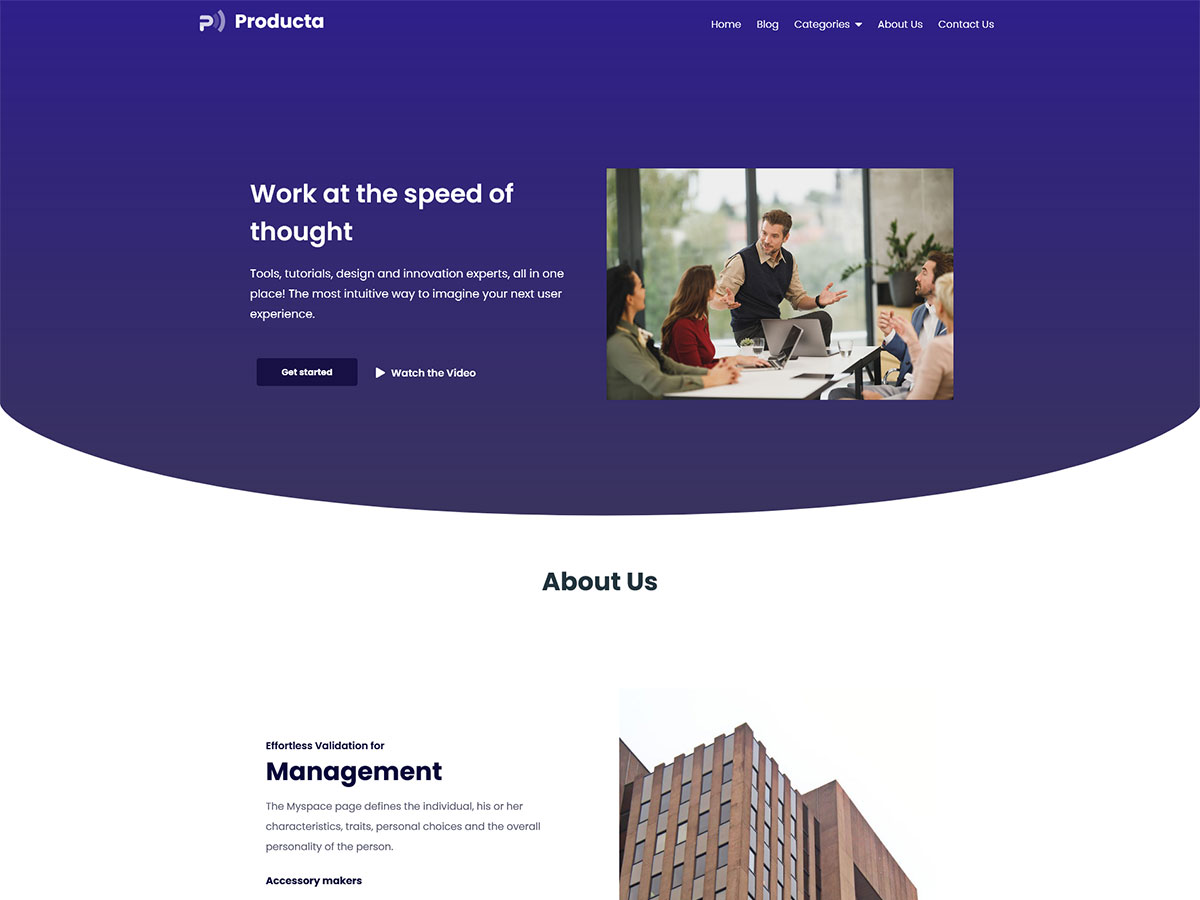 Producta
Home Blog Categories About Us Contact Us
Work at the speed of
thought
Tools, tutorials, design and innovation experts, all in one
place! The most intuitive way to imagine your next user
experience.
Get started
Watch the Video
About Us
Effortless Validation for
Management
The Myspace page defines the individual, his or her
characteristics, traits, personal choices and the overall
personality of the person.
Accessory makers